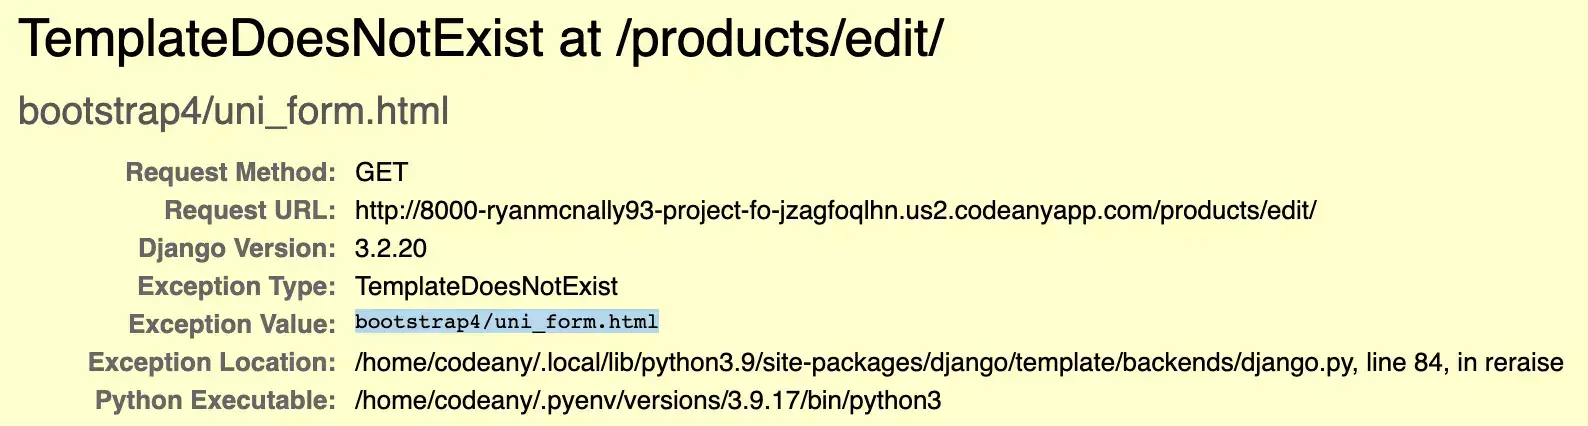 TemplateDoesNotExist at /products/edit/
bootstrap4/uni_form.html
Request Method: GET
Request URL: http://8000-ryanmcnally93-project-fo-jzagfoqlhn.us2.codeanyapp.com/products/edit/
Django Version: 3.2.20
Exception Type: TemplateDoesNotExist
Exception Value: bootstrap4/uni_form.html
Exception Location: /home/codeany/.local/lib/python3.9/site-packages/django/template/backends/django.py, line 84, in reraise
Python Executable: /home/codeany/.pyenv/versions/3.9.17/bin/python3